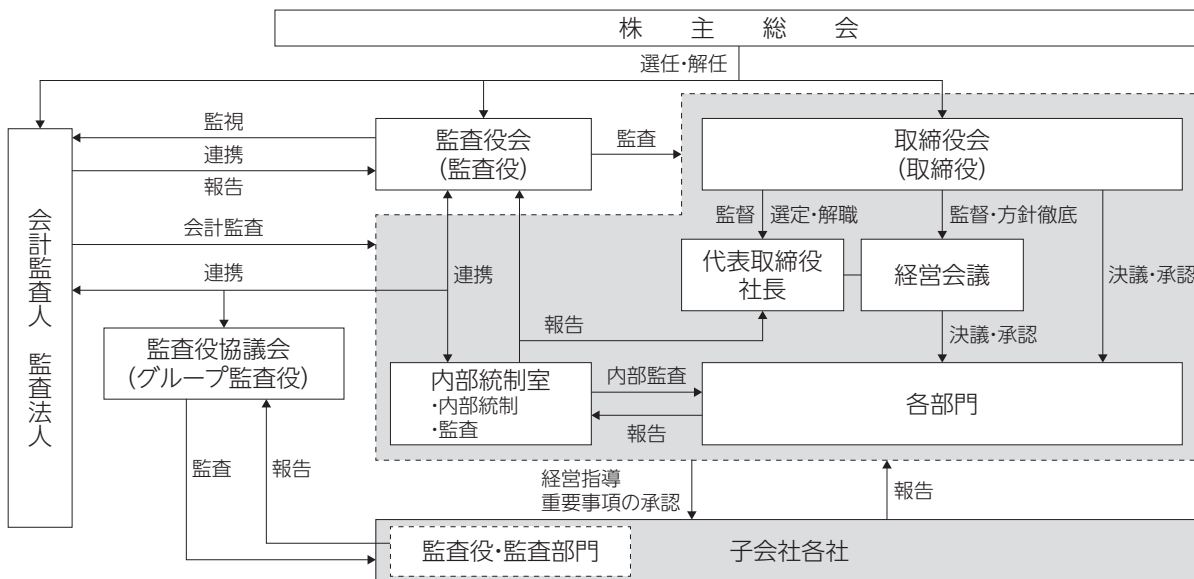 株主総会
選任・解任
監視
連携
報告
監査役会
(監査役)
監査
取締役会
(取締役)
会計監査人 監査法人
会計監査
連携
監督
選定・解職
監督・方針徹底
代表取締役
社長
経営会議
決議・承認
連携
報告
決議・承認
監査役協議会
(グループ監査役)
内部統制室
・内部統制
・監査
内部監査
報告
各部門
監査
報告
経営指導
重要事項の承認
報告
監査役・監査部門
子会社各社